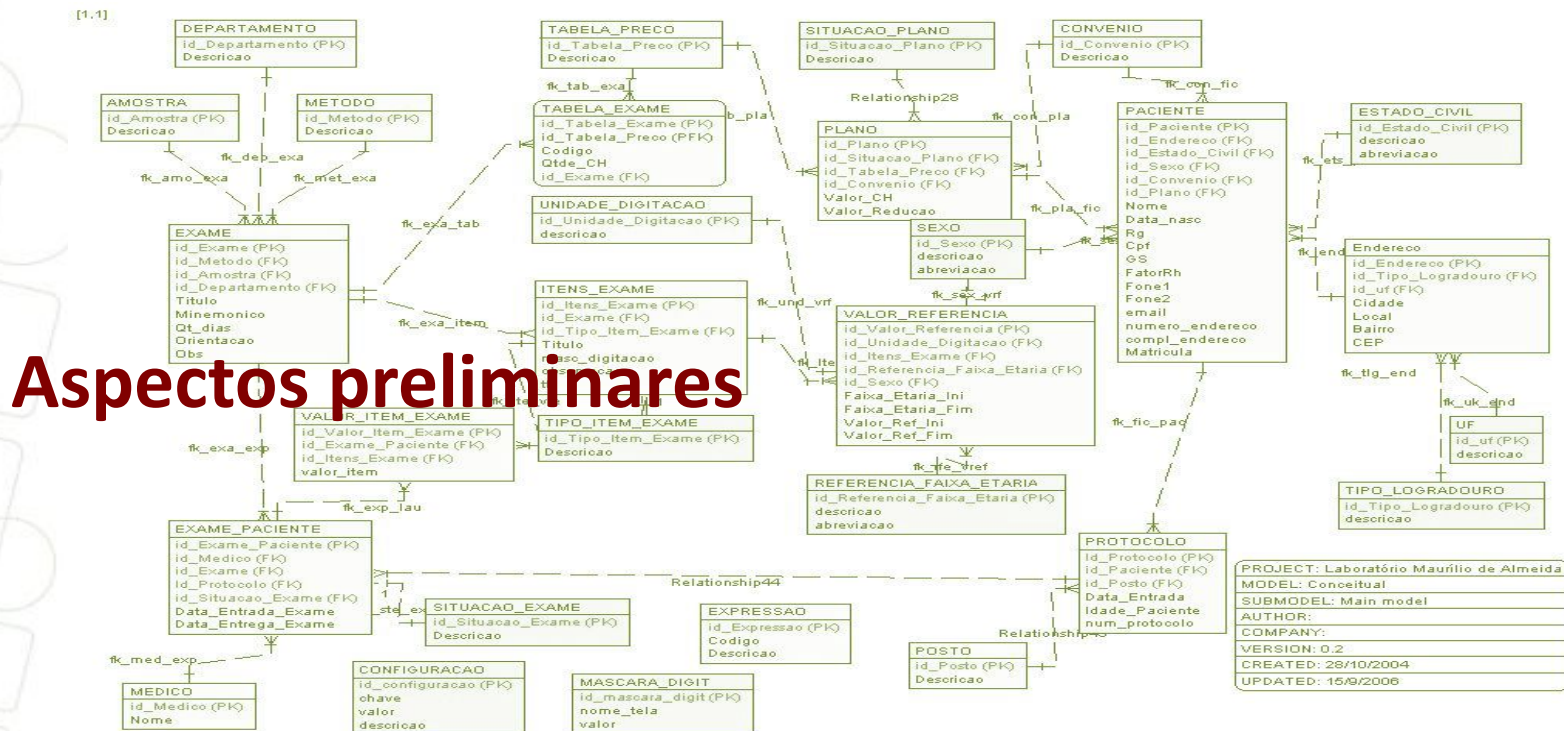 [1.1]
DEPARTAMENTO
id_Departamento (PK)
Descricao
TABELA_PRECO
id_Tabela_Preco (PK)
Descricao
SITUACAO_PLANO
id_Situacao_Plano (PK)
Descricao
CONVENIO
id_Convenio (PK)
Descricao
AMOSTRA
id_Amostra (PK)
Descricao
METODO
id_Metodo (PK)
Descricao
fk_dep_exa
fk_amo_exa
fk_met_exa
fk_tab_exa
TABELA_EXAME
id_Tabela_Exame (PK)
id_Tabela_Preco (PFK)
Codigo
Qtde_CH
id_Exame (FK)
b_pla
Relationship28
fk_con_pla
fk_con_fic
PLANO
id_Plano (PK)
id_Situacao_Plano (FK)
id_Tabela_Preco (FK)
id_Convenio (FK)
Valor_CH
Valor_Reducao
PACIENTE
id_Paciente (PK)
id_Endereco (FK)
id_Estado_Civil (FK)
id_Sexo (FK)
id_Convenio (FK)
id_Plano (FK)
Nome
Data_nasc
Rg
Cpf
GS
FatorRh
Fone1
Fone2
email
numero_endereco
compl_endereco
Matricula
ESTADO_CIVIL
id_Estado_Civil (PK)
descricao
abreviacao
fk_ets_
fk_pla_fic
fk_end
UNIDADE_DIGITACAO
id_Unidade_Digitacao (PK)
descricao
SEXO
id_Sexo (PK)
descricao
abreviacao
Endereco
id_Endereco (PK)
id_Tipo_Logradouro (FK)
id_uf (FK)
Cidade
Local
Bairro
CEP
EXAME
id_Exame (PK)
id_Metodo (FK)
id_Amostra (FK)
id_Departamento (FK)
Titulo
Minemonico
Qt_dias
Orientacao
Obs
fk_exa_tab
fk_exa_item
ITENS_EXAME
id_Itens_Exame (PK)
id_Exame (FK)
id_Tipo_Item_Exame (FK)
Titulo
masc_digitacao
fk_und_vrf
fk_sex_vrf
VALOR_REFERENCIA
id_Valor_Referencia (PK)
id_Unidade_Digitacao (FK)
id_Itens_Exame (FK)
id_Referencia_Faixa_Etaria (FK)
id_Sexo (FK)
Faixa_Etaria_Ini
Faixa_Etaria_Fim
Valor_Ref_Ini
Valor_Ref_Fim
fk_Ite
Aspectos preliminares
fk_tlg_end
fk_uk_end
UF
id_uf (PK)
descricao
VALOR_ITEM_EXAME
id_Valor_Item_Exame (PK)
id_Exame_Paciente (FK)
id_Itens_Exame (FK)
valor_item
TIPO_ITEM_EXAME
id_Tipo_Item_Exame (PK)
Descricao
fk_exa_exp
fk_fic_pac
REFERENCIA_FAIXA_ETARIA
id_Referencia_Faixa_Etaria (PK)
descricao
abreviacao
TIPO_LOGRADOURO
id_Tipo_Logradouro (PK)
descricao
fk_exp_lau
EXAME_PACIENTE
id_Exame_Paciente (PK)
id_Medico (FK)
id_Exame (FK)
Id_Protocolo (FK)
id_Situacao_Exame (FK)
Data_Entrada_Exame
Data_Entrega_Exame
Relationship44
PROTOCOLO
Id_Protocolo (PK)
id_Paciente (FK)
id_Posto (FK)
Data_Entrada
Idade_Paciente
num_protocolo
PROJECT: Laboratório Maurílio de Almeida
MODEL: Conceitual
SUBMODEL: Main model
AUTHOR:
COMPANY:
VERSION: 0.2
CREATED: 28/10/2004
UPDATED: 15/9/2006
SITUACAO_EXAME
id_Situacao_Exame (PK)
Descricao
EXPRESSAO
id_Expressao (PK)
Codigo
Descricao
POSTO
id_Posto (PK)
Descricao
fk_med_exp
MEDICO
id_Medico (PK)
Nome
CONFIGURACAO
id_configuracao (PK)
chave
valor
descricao
MASCARA_DIGIT
id_mascara_digit (PK)
nome_tela
valor